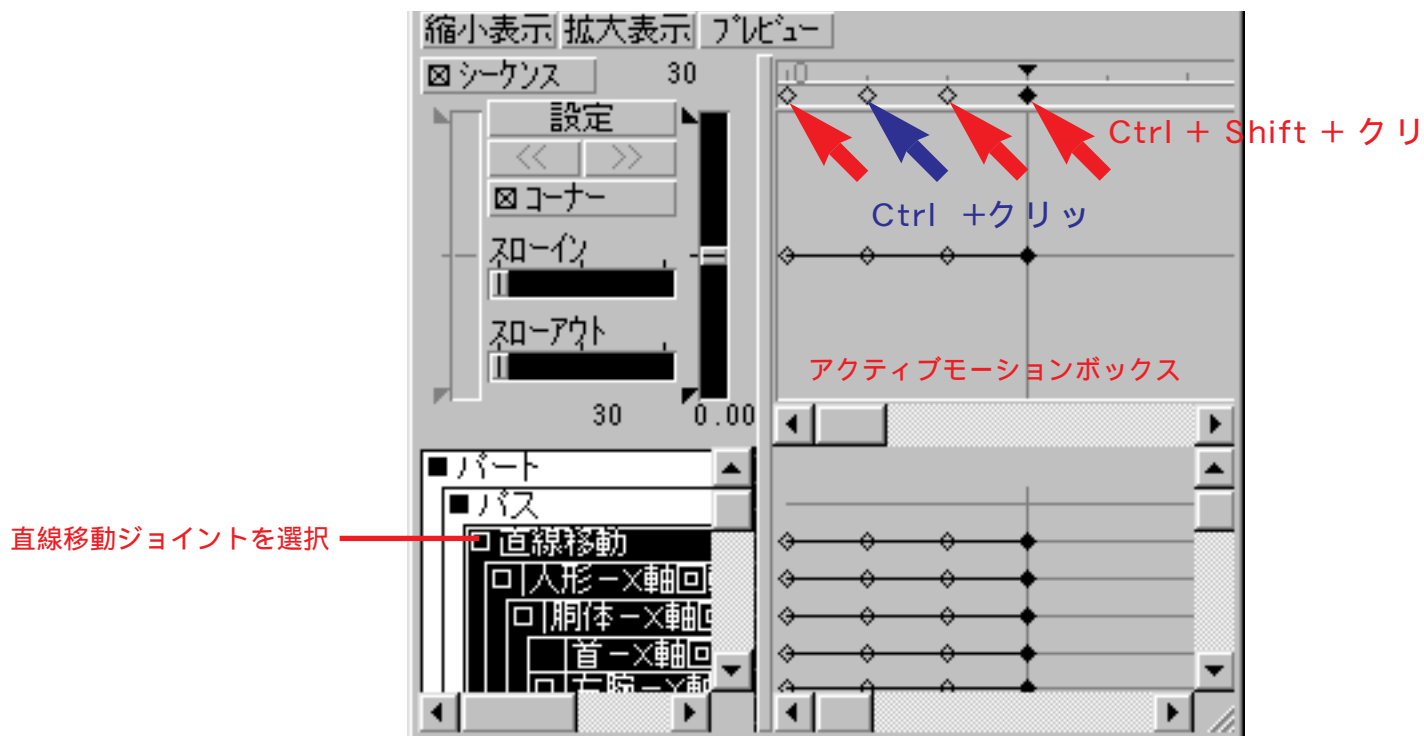 縮小表示 拡大表示 プレビュー
シーケンス 30
0
設定
<< >>
コーナー
Ctrl + Shift + クリ
Ctrl +クリッ
スローイン
スローアウト
アクティブモーションボックス
30 0.00
パート
パス
直線移動ジョイントを選択
直線移動
人形－X軸回
胴体－X軸
首－X軸回